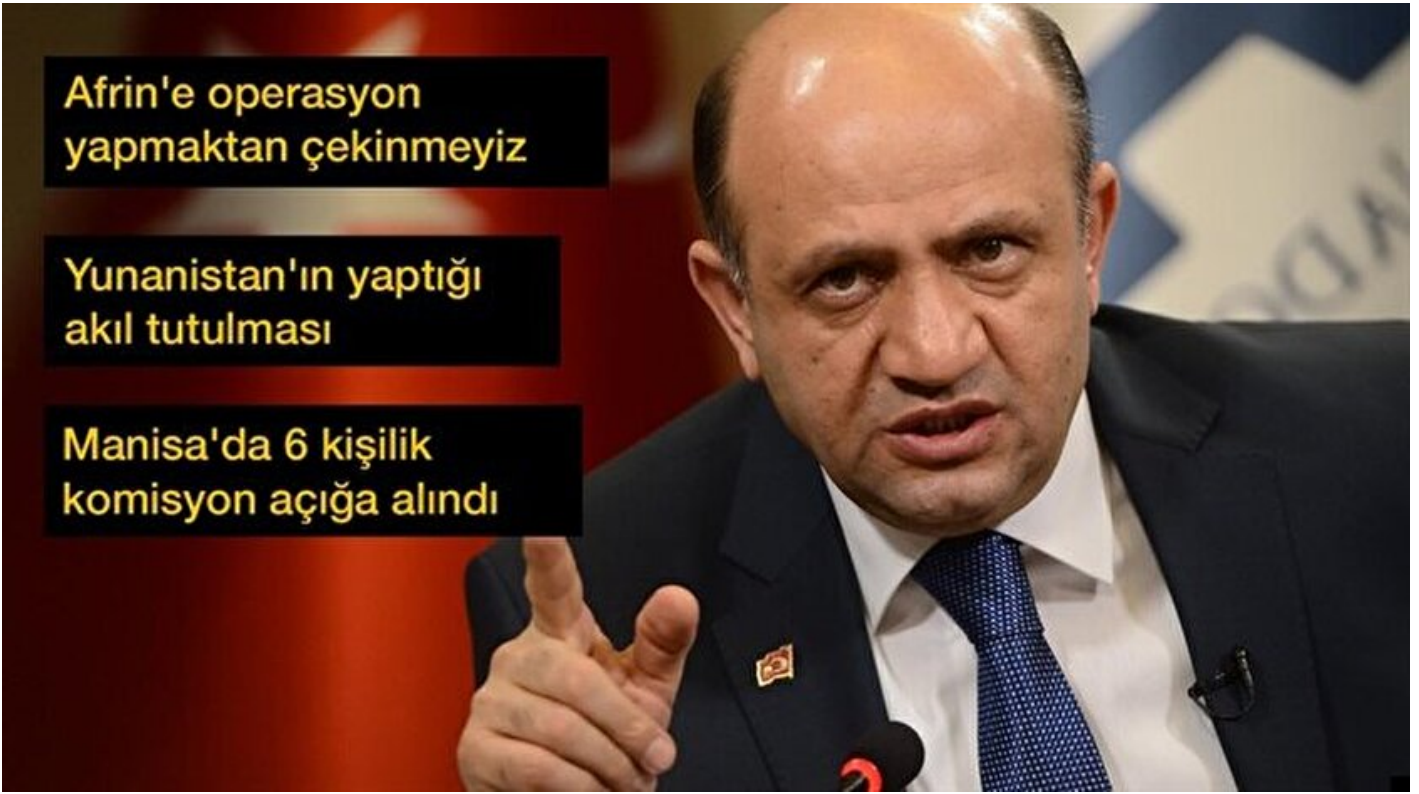 Afrin'e operasyon
yapmaktan çekinmeyiz
Yunanistan'ın yaptığı
akıl tutulması
Manisa'da 6 kişilik
komisyon açığa alındı